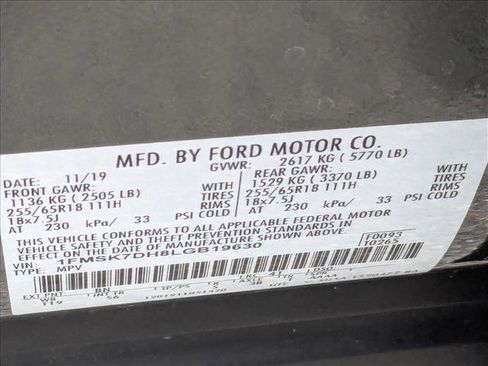 MFD. BY FORD MOTOR CO.
DATE: 11/19 GVWR: 2617 KG ( 5770 LB)
FRONT GAWR: REAR GAWR:
1136 KG ( 2505 LB) WITH 1529 KG ( 3370 LB) WITH
255/65R18 111H TIRES 255/65R18 111H TIRES
18x7.5J RIMS 18x7.5J RIMS
AT 230 kPa/ 33 PSI COLD AT 230 kPa/ 33 PSI COLD
THIS VEHICLE CONFORMS TO ALL APPLICABLE FEDERAL MOTOR
VEHICLE SAFETY AND THEFT PREVENTION STANDARDS IN
EFFECT ON THE DATE OF MANUFACTURE SHOWN ABOVE.
VIN: 1FMSK7DH8LGB19630 F0093
TYPE: MPV T0265